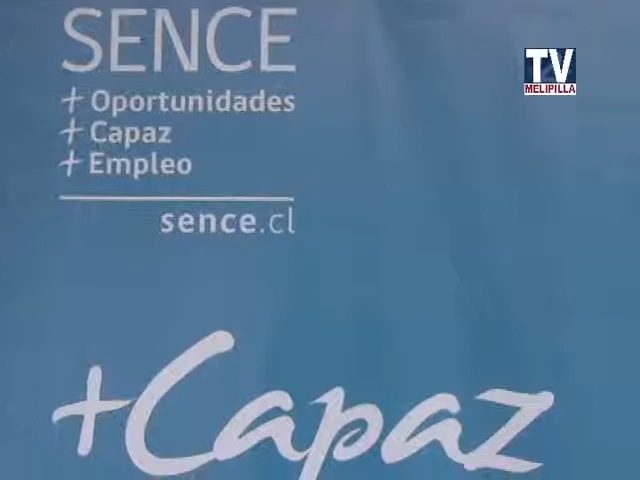 SENCE
+ Oportunidades
+ Capaz
+ Empleo
sence.cl
+Capaz
TV
MELIPILLA